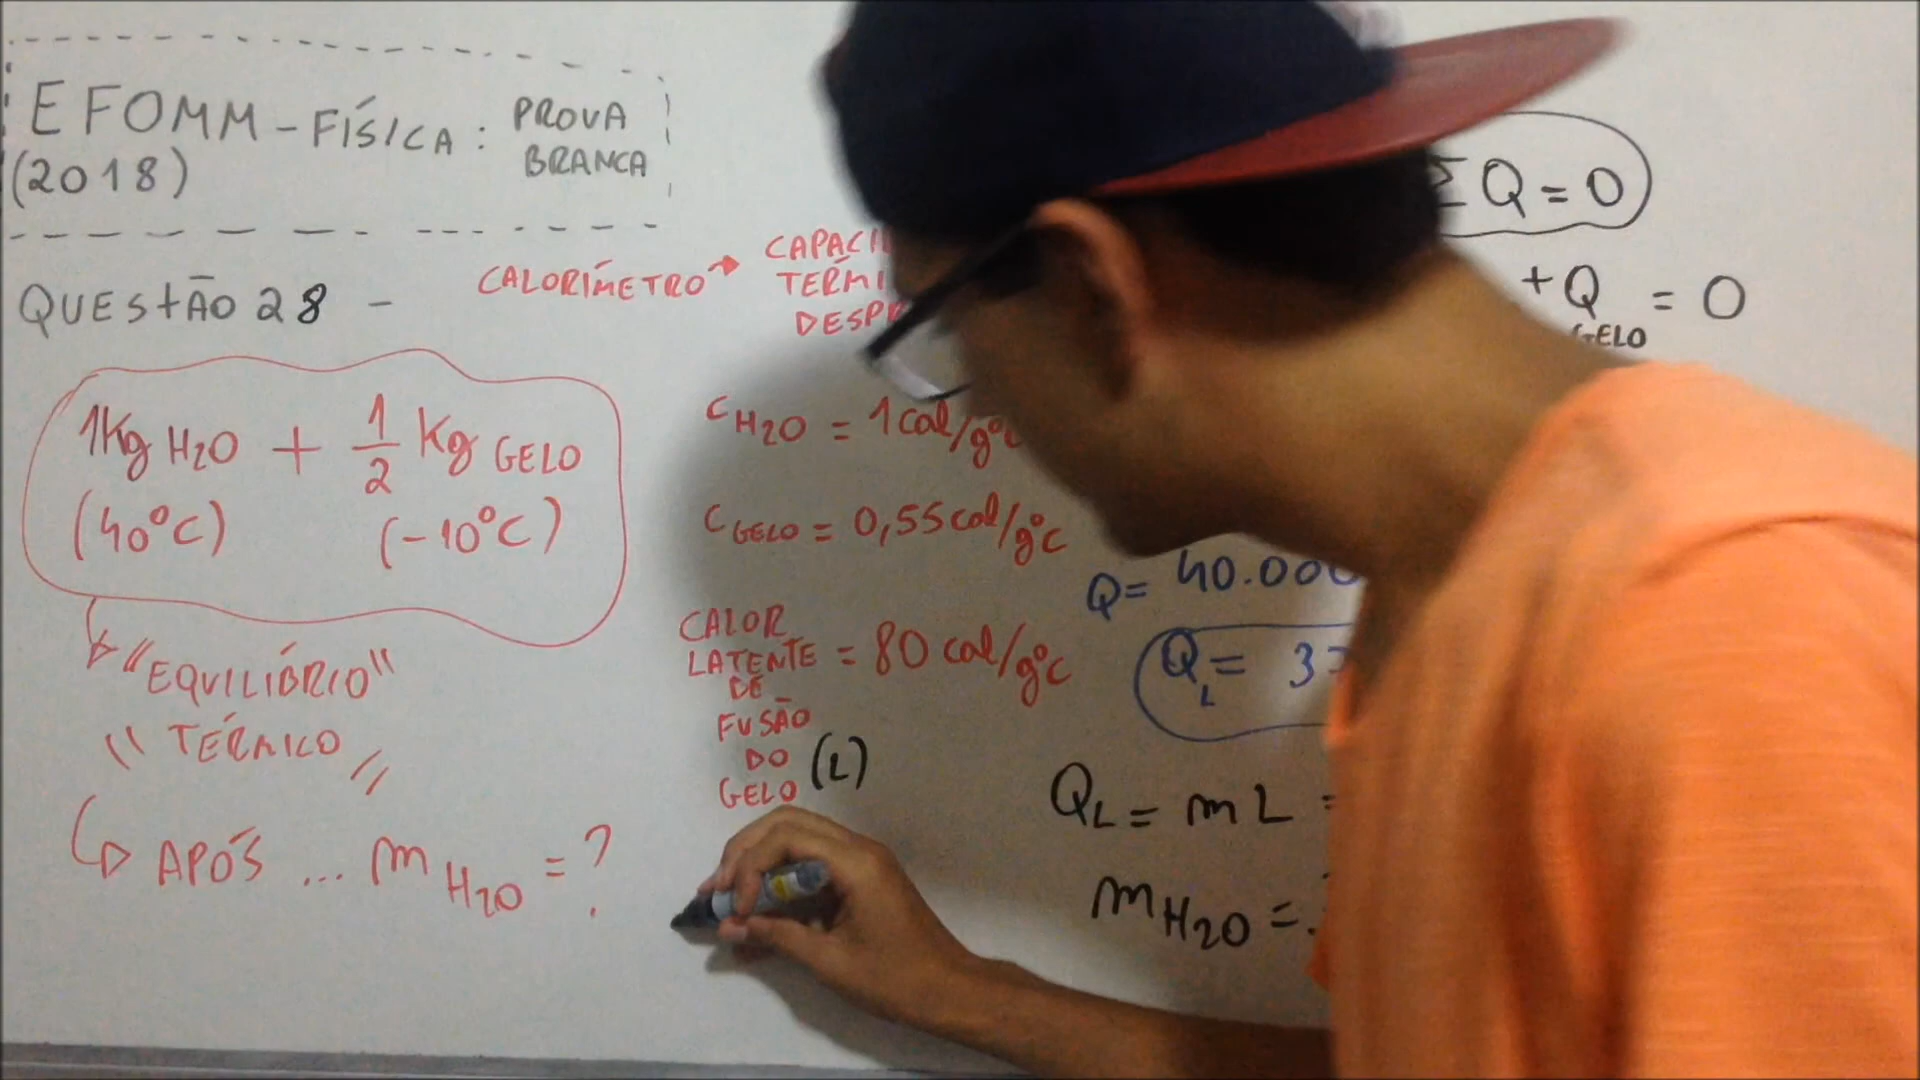 EFOMM - FÍSICA: PROVA BRANCA
(2018)
QUEStÃO 28 -
CALORÍMETRO → 
TÉRMI
DESP
1Kg H2O + 1/2 Kg GELO
(40°C) (-10°C)
"EQUILÍBRIO"
"TÉRMICO"
APÓS ... m H2O = ?
C H2O = 1 cal/g°C
C GELO = 0,55 cal/g°C
CALOR
LATENTE = 80 cal/g°C
DE
FUSÃO
DO
GELO (L)
Σ Q = 0
+ Q GELO = 0
Q = 40.000
QL = 3
QL = m L =
m H2O =